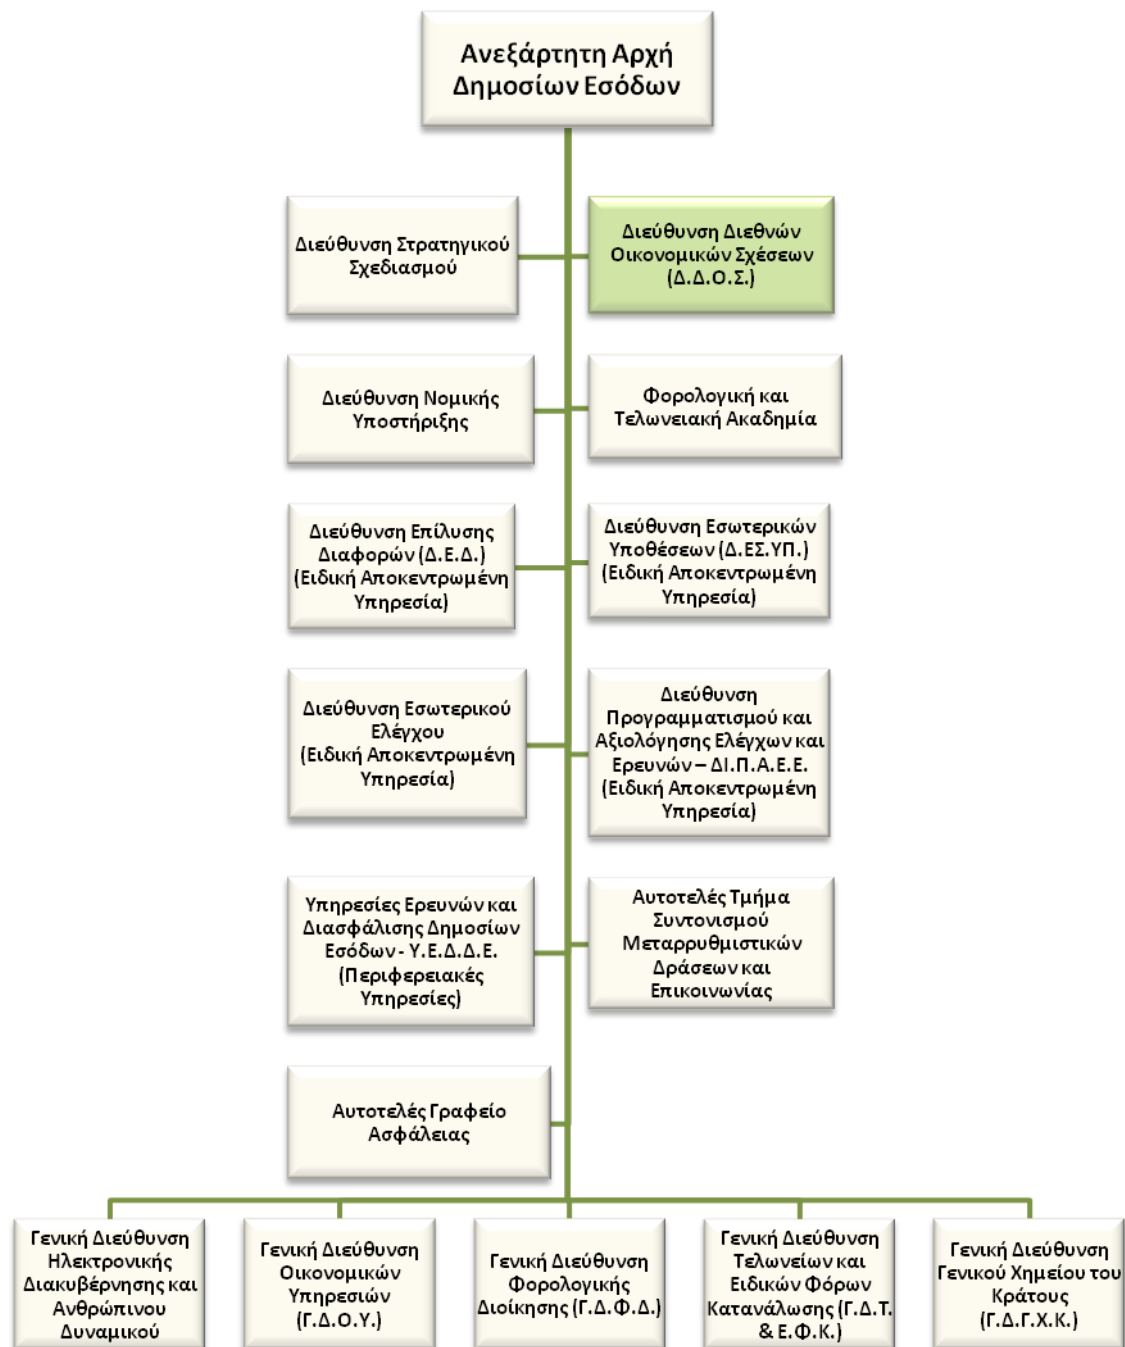 Ανεξάρτητη Αρχή
Δημοσίων Εσόδων
Διεύθυνση Στρατηγικού
Σχεδιασμού
Διεύθυνση Διεθνών
Οικονομικών Σχέσεων
(Δ.Δ.Ο.Σ.)
Διεύθυνση Νομικής
Υποστήριξης
Φορολογική και
Τελωνειακή Ακαδημία
Διεύθυνση Επίλυσης
Διαφορών (Δ.Ε.Δ.)
(Ειδική Αποκεντρωμένη
Υπηρεσία)
Διεύθυνση Εσωτερικών
Υποθέσεων (Δ.ΕΣ.ΥΠ.)
(Ειδική Αποκεντρωμένη
Υπηρεσία)
Διεύθυνση Εσωτερικού
Ελέγχου
(Ειδική Αποκεντρωμένη
Υπηρεσία)
Διεύθυνση
Προγραμματισμού και
Αξιολόγησης Ελέγχων και
Ερευνών – ΔΙ.Π.Α.Ε.Ε.
(Ειδική Αποκεντρωμένη
Υπηρεσία)
Υπηρεσίες Ερευνών και
Διασφάλισης Δημοσίων
Εσόδων - Υ.Ε.Δ.Δ.Ε.
(Περιφερειακές
Υπηρεσίες)
Αυτοτελές Τμήμα
Συντονισμού
Μεταρρυθμιστικών
Δράσεων και
Επικοινωνίας
Αυτοτελές Γραφείο
Ασφάλειας
Γενική Διεύθυνση
Ηλεκτρονικής
Διακυβέρνησης και
Ανθρώπινου
Δυναμικού
Γενική Διεύθυνση
Οικονομικών
Υπηρεσιών
(Γ.Δ.Ο.Υ.)
Γενική Διεύθυνση
Φορολογικής
Διοίκησης (Γ.Δ.Φ.Δ.)
Γενική Διεύθυνση
Τελωνείων και
Ειδικών Φόρων
Κατανάλωσης (Γ.Δ.Τ.
& Ε.Φ.Κ.)
Γενική Διεύθυνση
Γενικού Χημείου του
Κράτους
(Γ.Δ.Γ.Χ.Κ.)